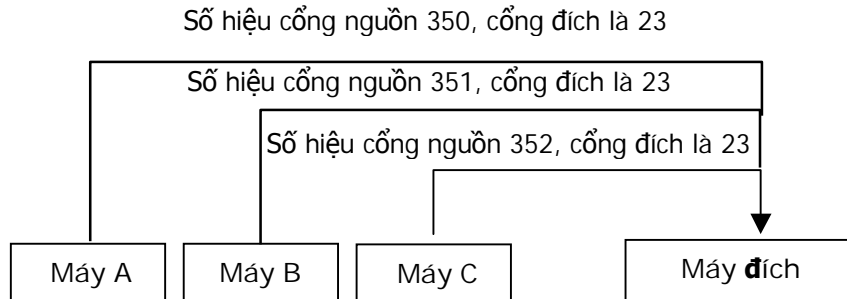 Số hiệu cổng nguồn 350, cổng đích là 23
Số hiệu cổng nguồn 351, cổng đích là 23
Số hiệu cổng nguồn 352, cổng đích là 23
Máy A
Máy B
Máy C
Máy đích